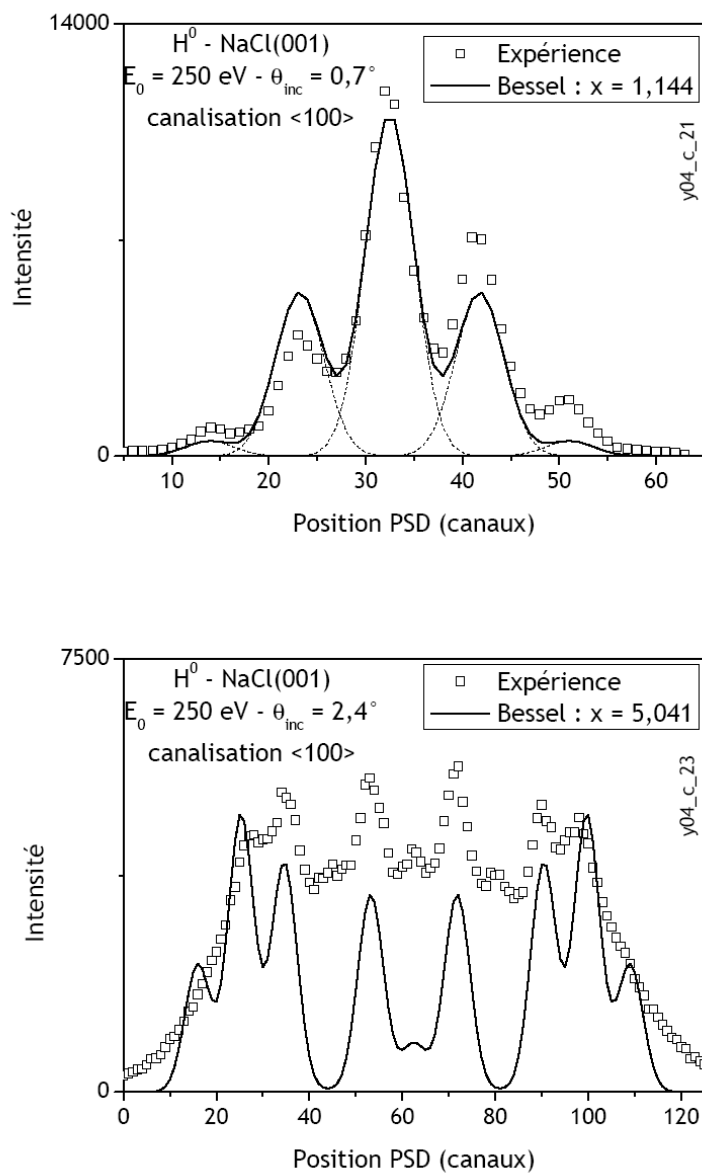 14000
H⁰ - NaCl(001)
E₀ = 250 eV - θinc = 0,7°
canalisation <100>
Expérience
Bessel : x = 1,144
y04_c_21
Intensité
0
10 20 30 40 50 60
Position PSD (canaux)
7500
H⁰ - NaCl(001)
E₀ = 250 eV - θinc = 2,4°
canalisation <100>
Expérience
Bessel : x = 5,041
y04_c_23
Intensité
0
0 20 40 60 80 100 120
Position PSD (canaux)